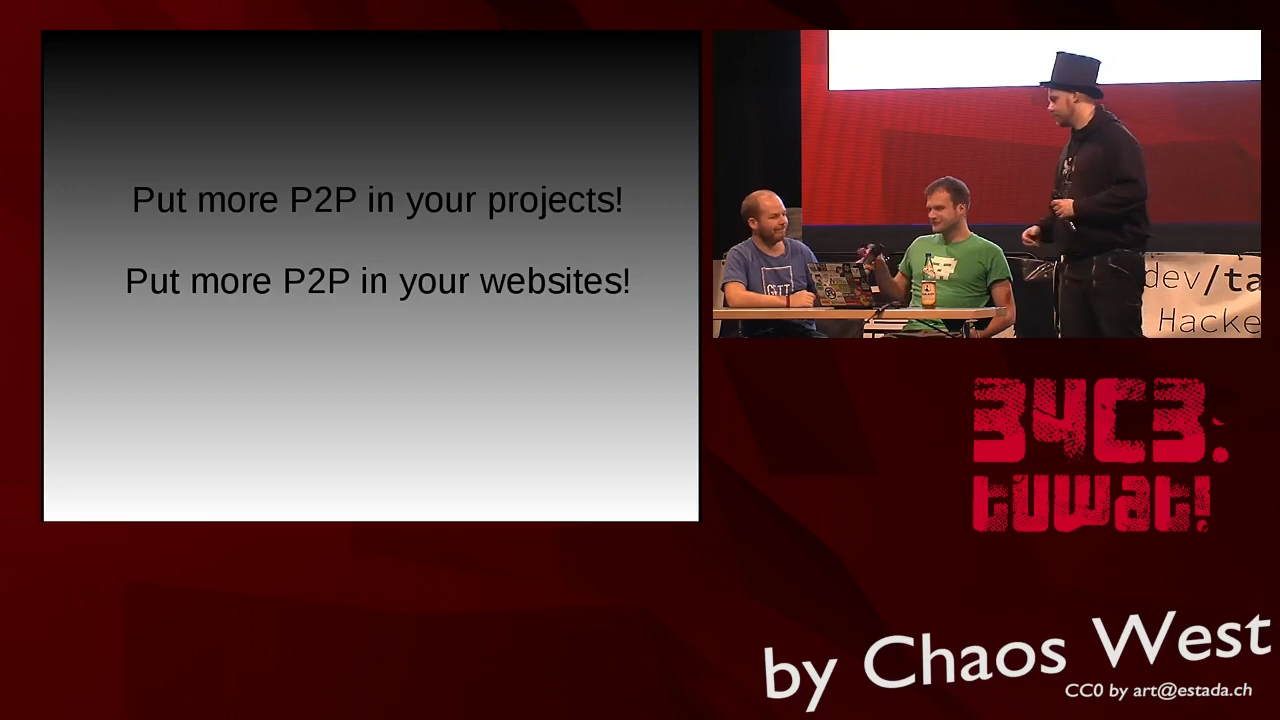 Put more P2P in your projects!
Put more P2P in your websites!
dev/ta
Hacke
34C3:
tuwat!
by Chaos West
CC0 by art@estada.ch